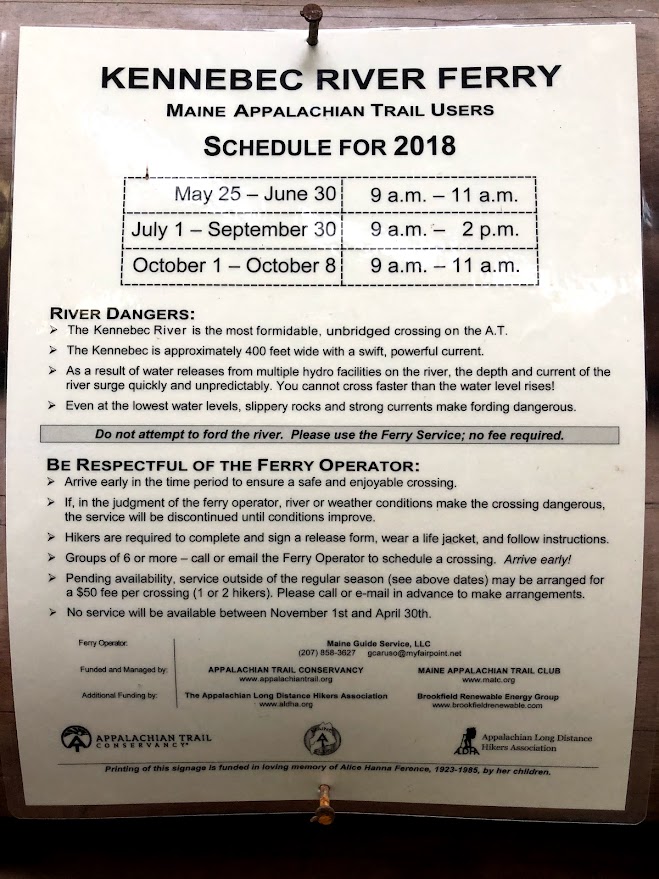 KENNEBEC RIVER FERRY
MAINE APPALACHIAN TRAIL USERS
SCHEDULE FOR 2018
May 25 – June 30 9 a.m. – 11 a.m.
July 1 – September 30 9 a.m. – 2 p.m.
October 1 – October 8 9 a.m. – 11 a.m.
RIVER DANGERS:
➢ The Kennebec River is the most formidable, unbridged crossing on the A.T.
➢ The Kennebec is approximately 400 feet wide with a swift, powerful current.
➢ As a result of water releases from multiple hydro facilities on the river, the depth and current of the
river surge quickly and unpredictably. You cannot cross faster than the water level rises!
➢ Even at the lowest water levels, slippery rocks and strong currents make fording dangerous.
Do not attempt to ford the river. Please use the Ferry Service; no fee required.
BE RESPECTFUL OF THE FERRY OPERATOR:
➢ Arrive early in the time period to ensure a safe and enjoyable crossing.
➢ If, in the judgment of the ferry operator, river or weather conditions make the crossing dangerous,
the service will be discontinued until conditions improve.
➢ Hikers are required to complete and sign a release form, wear a life jacket, and follow instructions.
➢ Groups of 6 or more – call or email the Ferry Operator to schedule a crossing. Arrive early!
➢ Pending availability, service outside of the regular season (see above dates) may be arranged for
a $50 fee per crossing (1 or 2 hikers). Please call or e-mail in advance to make arrangements.
➢ No service will be available between November 1st and April 30th.
Ferry Operator: Maine Guide Service, LLC
(207) 858-3627 gcaruso@myfairpoint.net
Funded and Managed by: APPALACHIAN TRAIL CONSERVANCY MAINE APPALACHIAN TRAIL CLUB
www.appalachiantrail.org www.matc.org
Additional Funding by: The Appalachian Long Distance Hikers Association Brookfield Renewable Energy Group
www.aldha.org www.brookfieldrenewable.com
APPALACHIAN TRAIL
CONSERVANCY®
ALDHA
Appalachian Long Distance
Hikers Association
Printing of this signage is funded in loving memory of Alice Hanna Ference, 1923-1985, by her children.